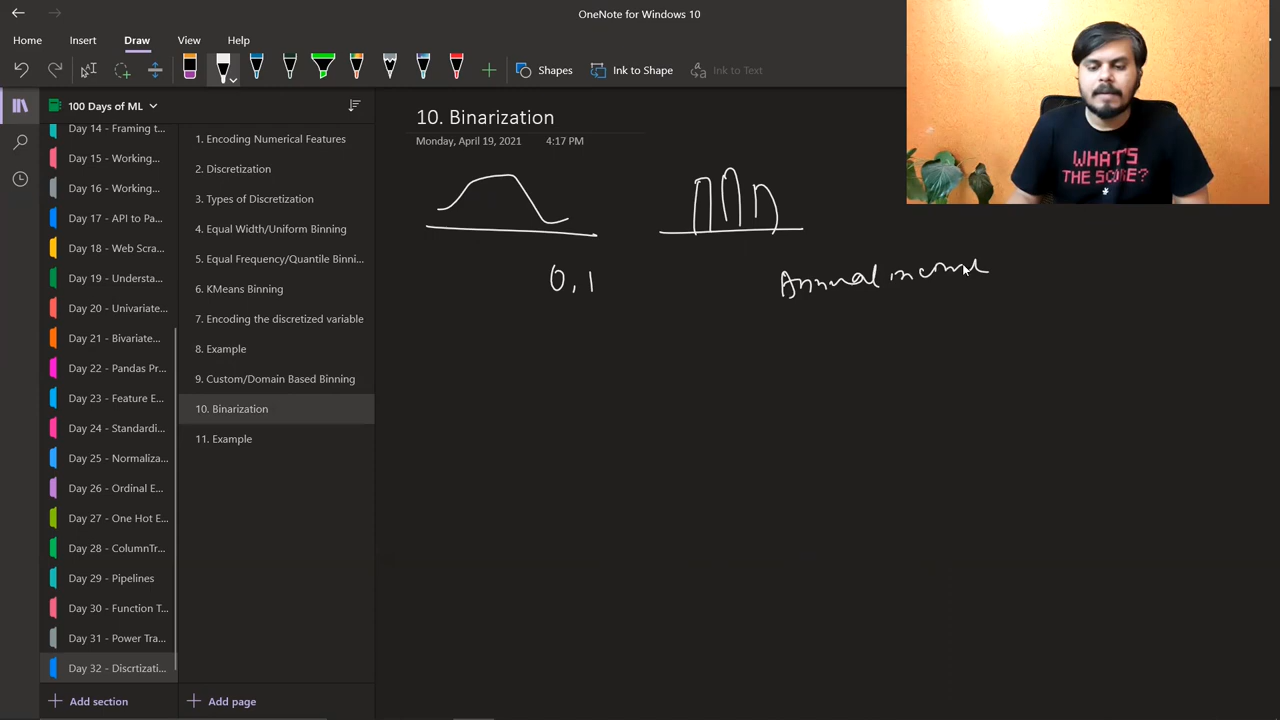 OneNote for Windows 10
Home
Insert
Draw
View
Help
Shapes
Ink to Shape
Ink to Text
100 Days of ML
Day 14 - Framing t...
Day 15 - Working...
Day 16 - Working...
Day 17 - API to Pa...
Day 18 - Web Scra...
Day 19 - Understa...
Day 20 - Univariate...
Day 21 - Bivariate...
Day 22 - Pandas Pr...
Day 23 - Feature E...
Day 24 - Standardi...
Day 25 - Normaliza...
Day 26 - Ordinal E...
Day 27 - One Hot E...
Day 28 - ColumnTr...
Day 29 - Pipelines
Day 30 - Function T...
Day 31 - Power Tra...
Day 32 - Discrtizati...
Add section
1. Encoding Numerical Features
2. Discretization
3. Types of Discretization
4. Equal Width/Uniform Binning
5. Equal Frequency/Quantile Binni...
6. KMeans Binning
7. Encoding the discretized variable
8. Example
9. Custom/Domain Based Binning
10. Binarization
11. Example
Add page
10. Binarization
Monday, April 19, 2021 4:17 PM
0, 1
Annual income
WHAT'S
THE SCORE?